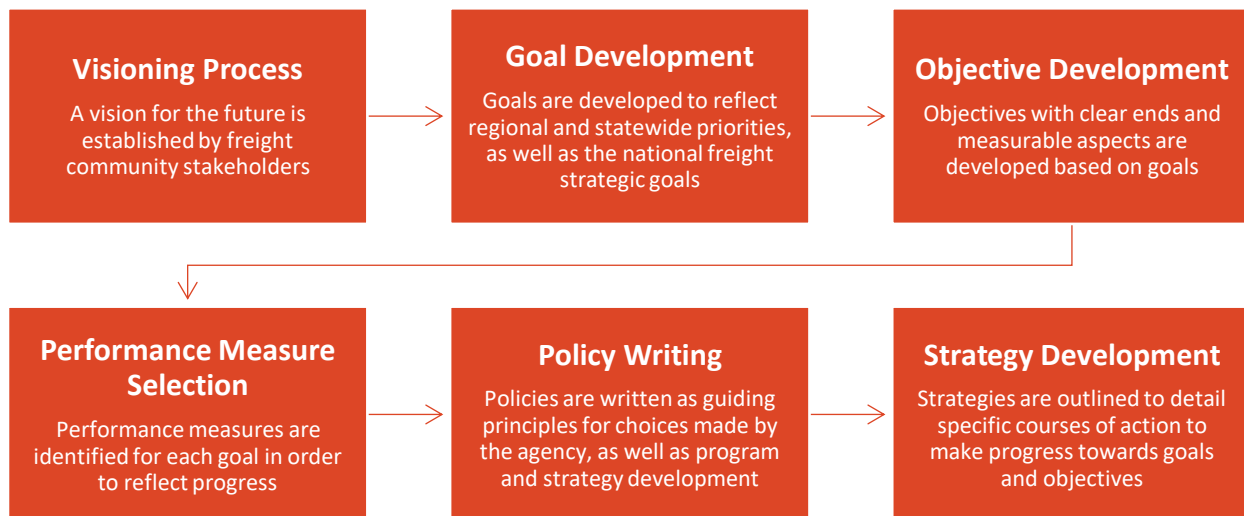 Visioning Process
A vision for the future is
established by freight
community stakeholders
Goal Development
Goals are developed to reflect
regional and statewide priorities,
as well as the national freight
strategic goals
Objective Development
Objectives with clear ends and
measurable aspects are
developed based on goals
Performance Measure
Selection
Performance measures are
identified for each goal in order
to reflect progress
Policy Writing
Policies are written as guiding
principles for choices made by
the agency, as well as program
and strategy development
Strategy Development
Strategies are outlined to detail
specific courses of action to
make progress towards goals
and objectives